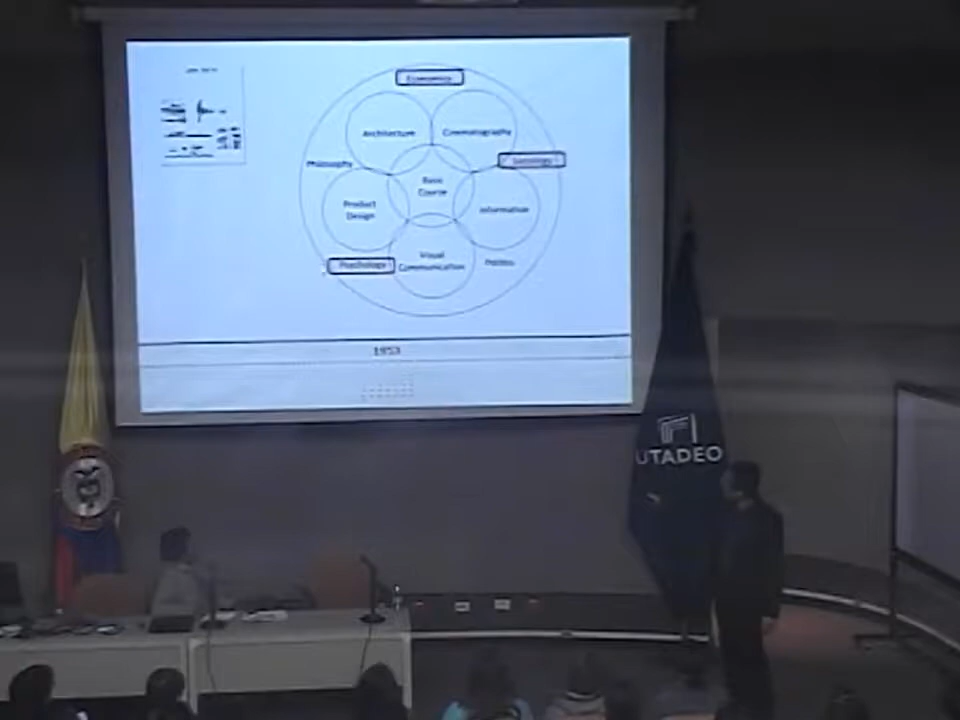 Economics
Architecture
Cinematography
Philosophy
Sociology
Basic
Course
Product
Design
Information
Visual
Communication
Psychology
Politics
1953
UTADEO